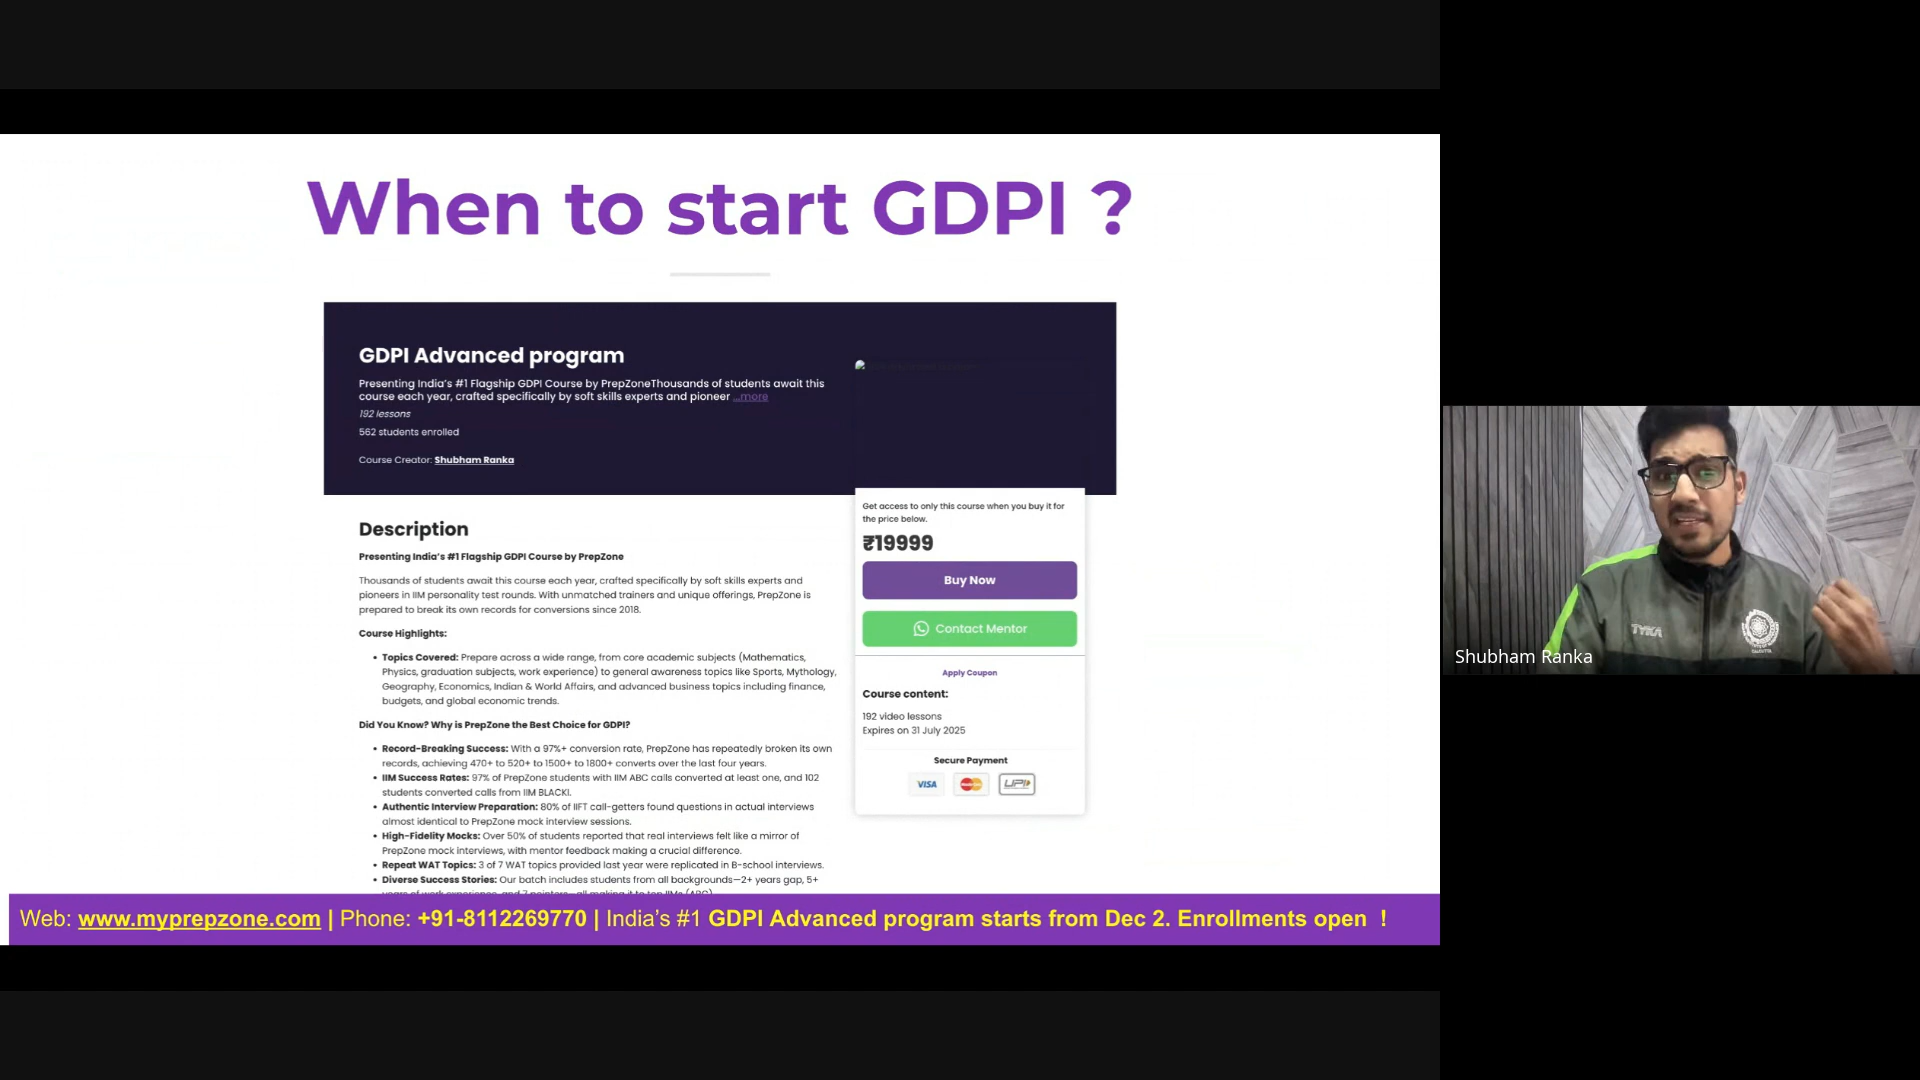 When to start GDPI ?
GDPI Advanced program
Presenting India's #1 Flagship GDPI Course by PrepZoneThousands of students await this
course each year, crafted specifically by soft skills experts and pioneer ...more
192 lessons
562 students enrolled
Course Creator: Shubham Ranka
Description
Presenting India's #1 Flagship GDPI Course by PrepZone
Thousands of students await this course each year, crafted specifically by soft skills experts and
pioneers in IIM personality test rounds. With unmatched trainers and unique offerings, PrepZone is
prepared to break its own records for conversions since 2018.
Course Highlights:
• Topics Covered: Prepare across a wide range, from core academic subjects (Mathematics,
Physics, graduation subjects, work experience) to general awareness topics like Sports, Mythology,
Geography, Economics, Indian & World Affairs, and advanced business topics including finance,
budgets, and global economic trends.
Did You Know? Why is PrepZone the Best Choice for GDPI?
• Record-Breaking Success: With a 97%+ conversion rate, PrepZone has repeatedly broken its own
records, achieving 470+ to 520+ to 1500+ to 1800+ converts over the last four years.
• IIM Success Rates: 97% of PrepZone students with IIM ABC calls converted at least one, and 102
students converted calls from IIM BLACKI.
• Authentic Interview Preparation: 80% of IIFT call-getters found questions in actual interviews
almost identical to PrepZone mock interview sessions.
• High-Fidelity Mocks: Over 50% of students reported that real interviews felt like a mirror of
PrepZone mock interviews, with mentor feedback making a crucial difference.
• Repeat WAT Topics: 3 of 7 WAT topics provided last year were replicated in B-school interviews.
• Diverse Success Stories: Our batch includes students from all backgrounds—2+ years gap, 5+
years of work experience, and 7 pointers—all making it to top IIMs (ABC).
Get access to only this course when you buy it for
the price below.
₹19999
Buy Now
Contact Mentor
Apply Coupon
Course content:
192 video lessons
Expires on 31 July 2025
Secure Payment
VISA
UPI
Web: www.myprepzone.com | Phone: +91-8112269770 | India's #1 GDPI Advanced program starts from Dec 2. Enrollments open !
TYKA
Shubham Ranka